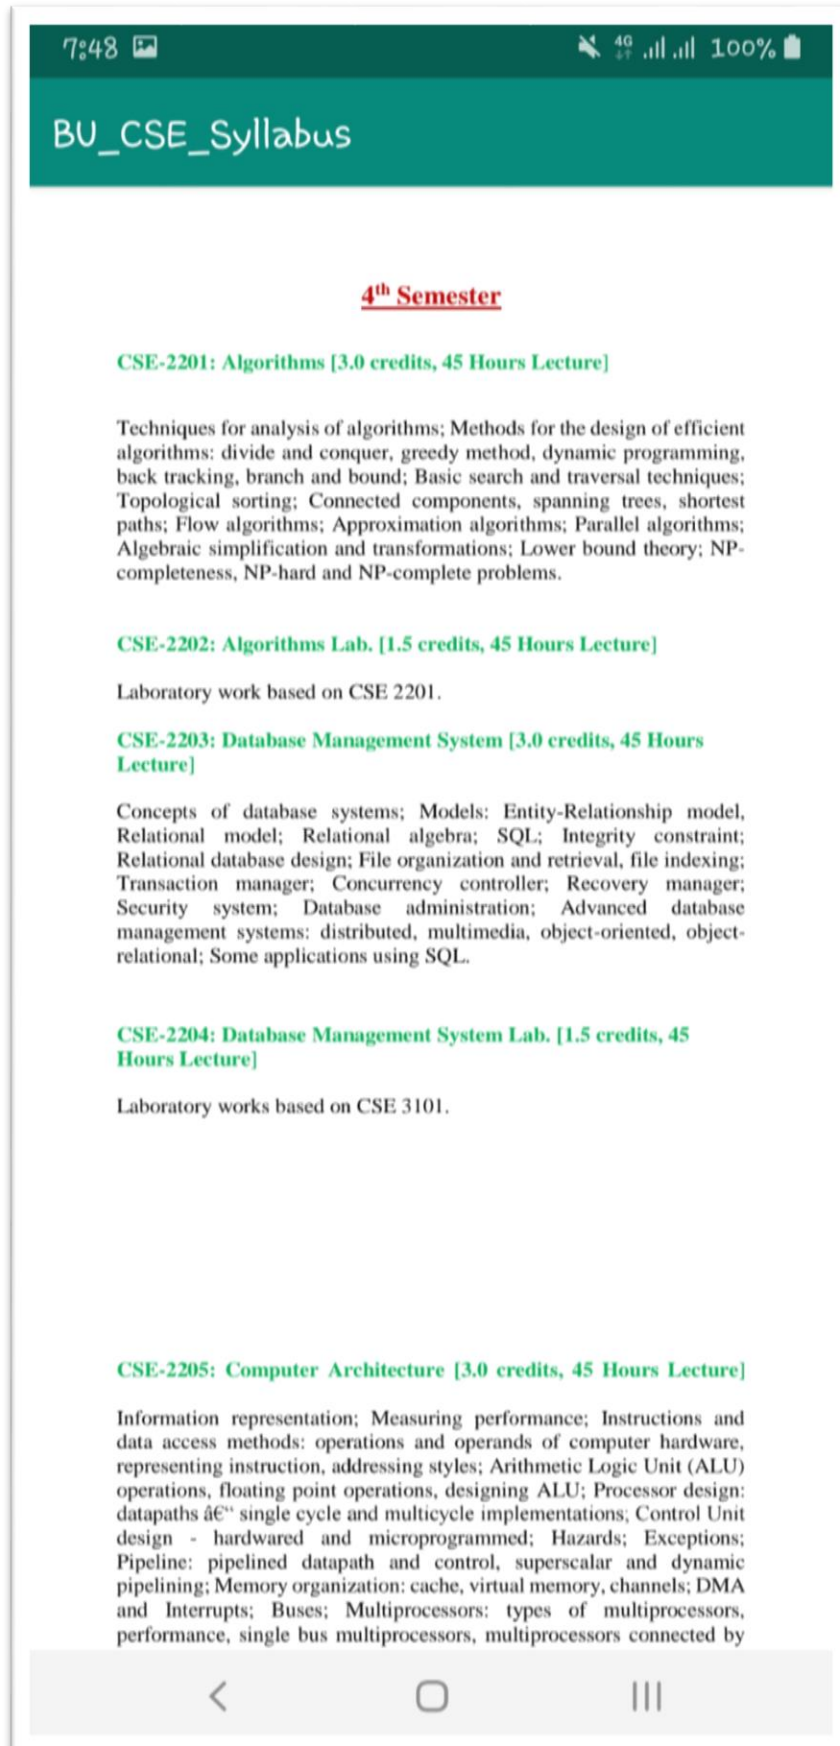 7:48 4G 100%
BU_CSE_Syllabus
4th Semester
CSE-2201: Algorithms [3.0 credits, 45 Hours Lecture]
Techniques for analysis of algorithms; Methods for the design of efficient
algorithms: divide and conquer, greedy method, dynamic programming,
back tracking, branch and bound; Basic search and traversal techniques;
Topological sorting; Connected components, spanning trees, shortest
paths; Flow algorithms; Approximation algorithms; Parallel algorithms;
Algebraic simplification and transformations; Lower bound theory; NP-
completeness, NP-hard and NP-complete problems.
CSE-2202: Algorithms Lab. [1.5 credits, 45 Hours Lecture]
Laboratory work based on CSE 2201.
CSE-2203: Database Management System [3.0 credits, 45 Hours
Lecture]
Concepts of database systems; Models: Entity-Relationship model,
Relational model; Relational algebra; SQL; Integrity constraint;
Relational database design; File organization and retrieval, file indexing;
Transaction manager; Concurrency controller; Recovery manager;
Security system; Database administration; Advanced database
management systems: distributed, multimedia, object-oriented, object-
relational; Some applications using SQL.
CSE-2204: Database Management System Lab. [1.5 credits, 45
Hours Lecture]
Laboratory works based on CSE 3101.
CSE-2205: Computer Architecture [3.0 credits, 45 Hours Lecture]
Information representation; Measuring performance; Instructions and
data access methods: operations and operands of computer hardware,
representing instruction, addressing styles; Arithmetic Logic Unit (ALU)
operations, floating point operations, designing ALU; Processor design:
datapaths â€“ single cycle and multicycle implementations; Control Unit
design - hardwared and microprogrammed; Hazards; Exceptions;
Pipeline: pipelined datapath and control, superscalar and dynamic
pipelining; Memory organization: cache, virtual memory, channels; DMA
and Interrupts; Buses; Multiprocessors: types of multiprocessors,
performance, single bus multiprocessors, multiprocessors connected by